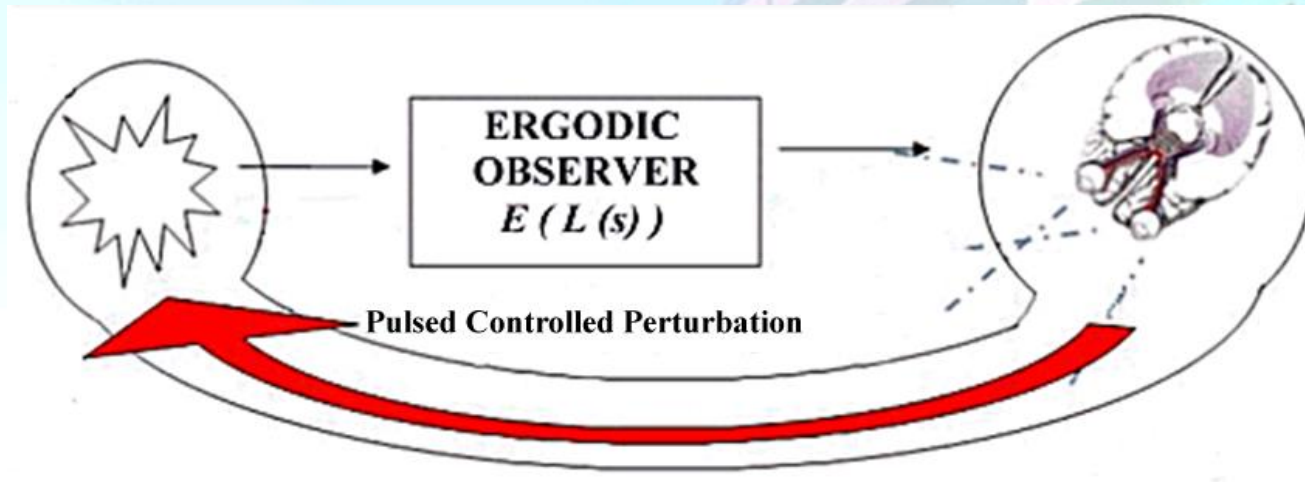 ERGODIC
OBSERVER
E ( L (s) )
Pulsed Controlled Perturbation